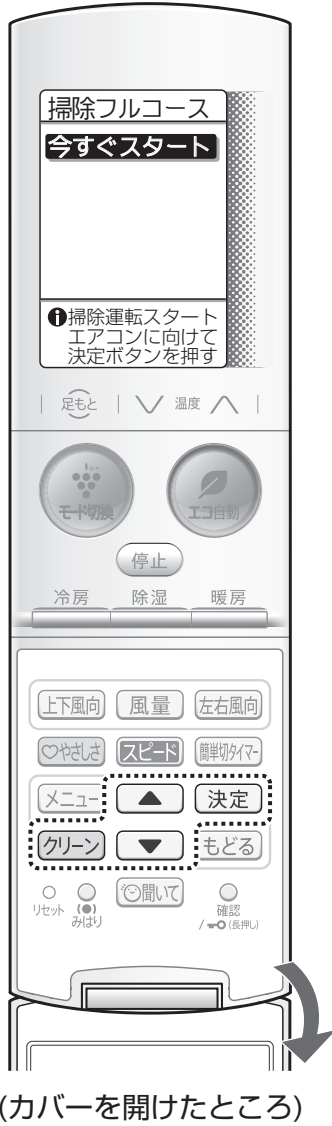 掃除フルコース
今すぐスタート
❶掃除運転スタート
エアコンに向けて
決定ボタンを押す
足もと 温度
ION
モード切換 エコ自動
停止
冷房 除湿 暖房
上下風向 風量 左右風向
♡やさしさ スピード 簡単切タイマー
メニュー ▲ 決定
クリーン ▼ もどる
リセット みはり 聞いて 確認
/ (長押し)
(カバーを開けたところ)